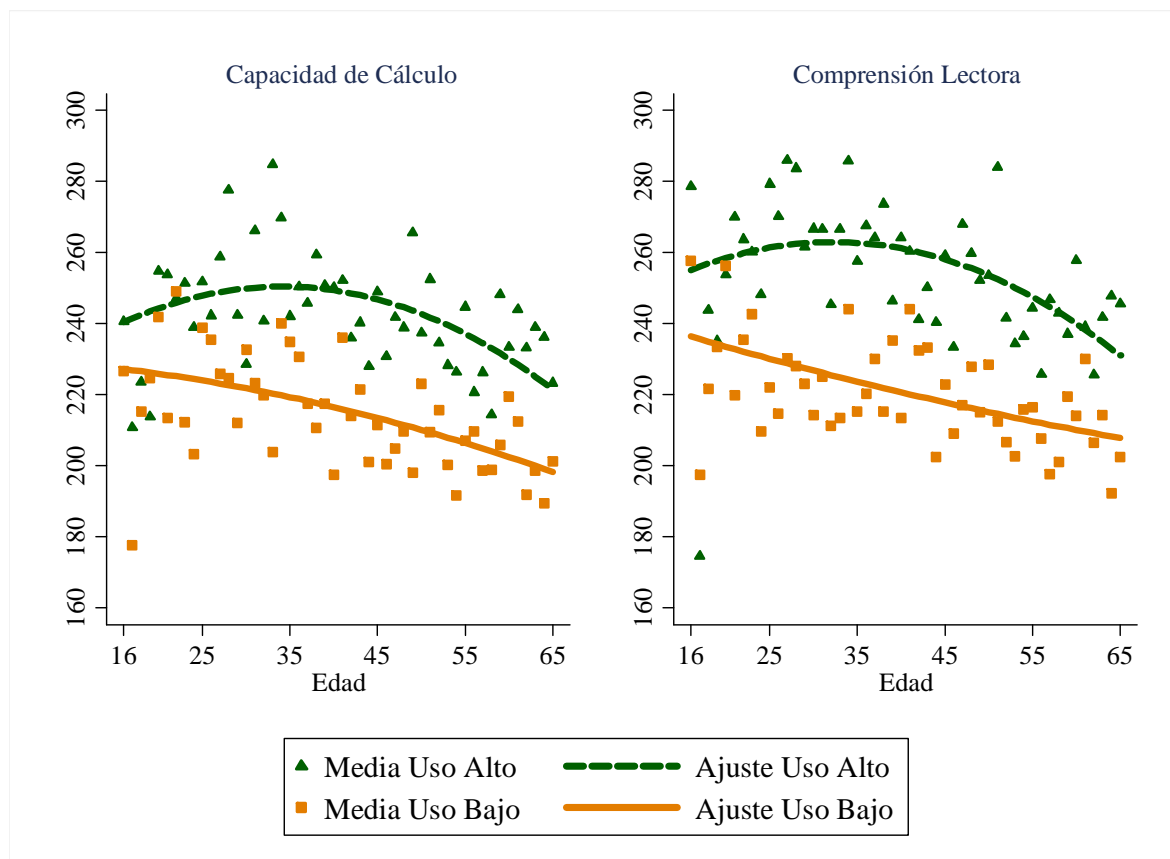 Capacidad de Cálculo
300
280
260
240
220
200
180
160
16 25 35 45 55 65
Edad
Comprensión Lectora
300
280
260
240
220
200
180
160
16 25 35 45 55 65
Edad
Media Uso Alto Ajuste Uso Alto
Media Uso Bajo Ajuste Uso Bajo